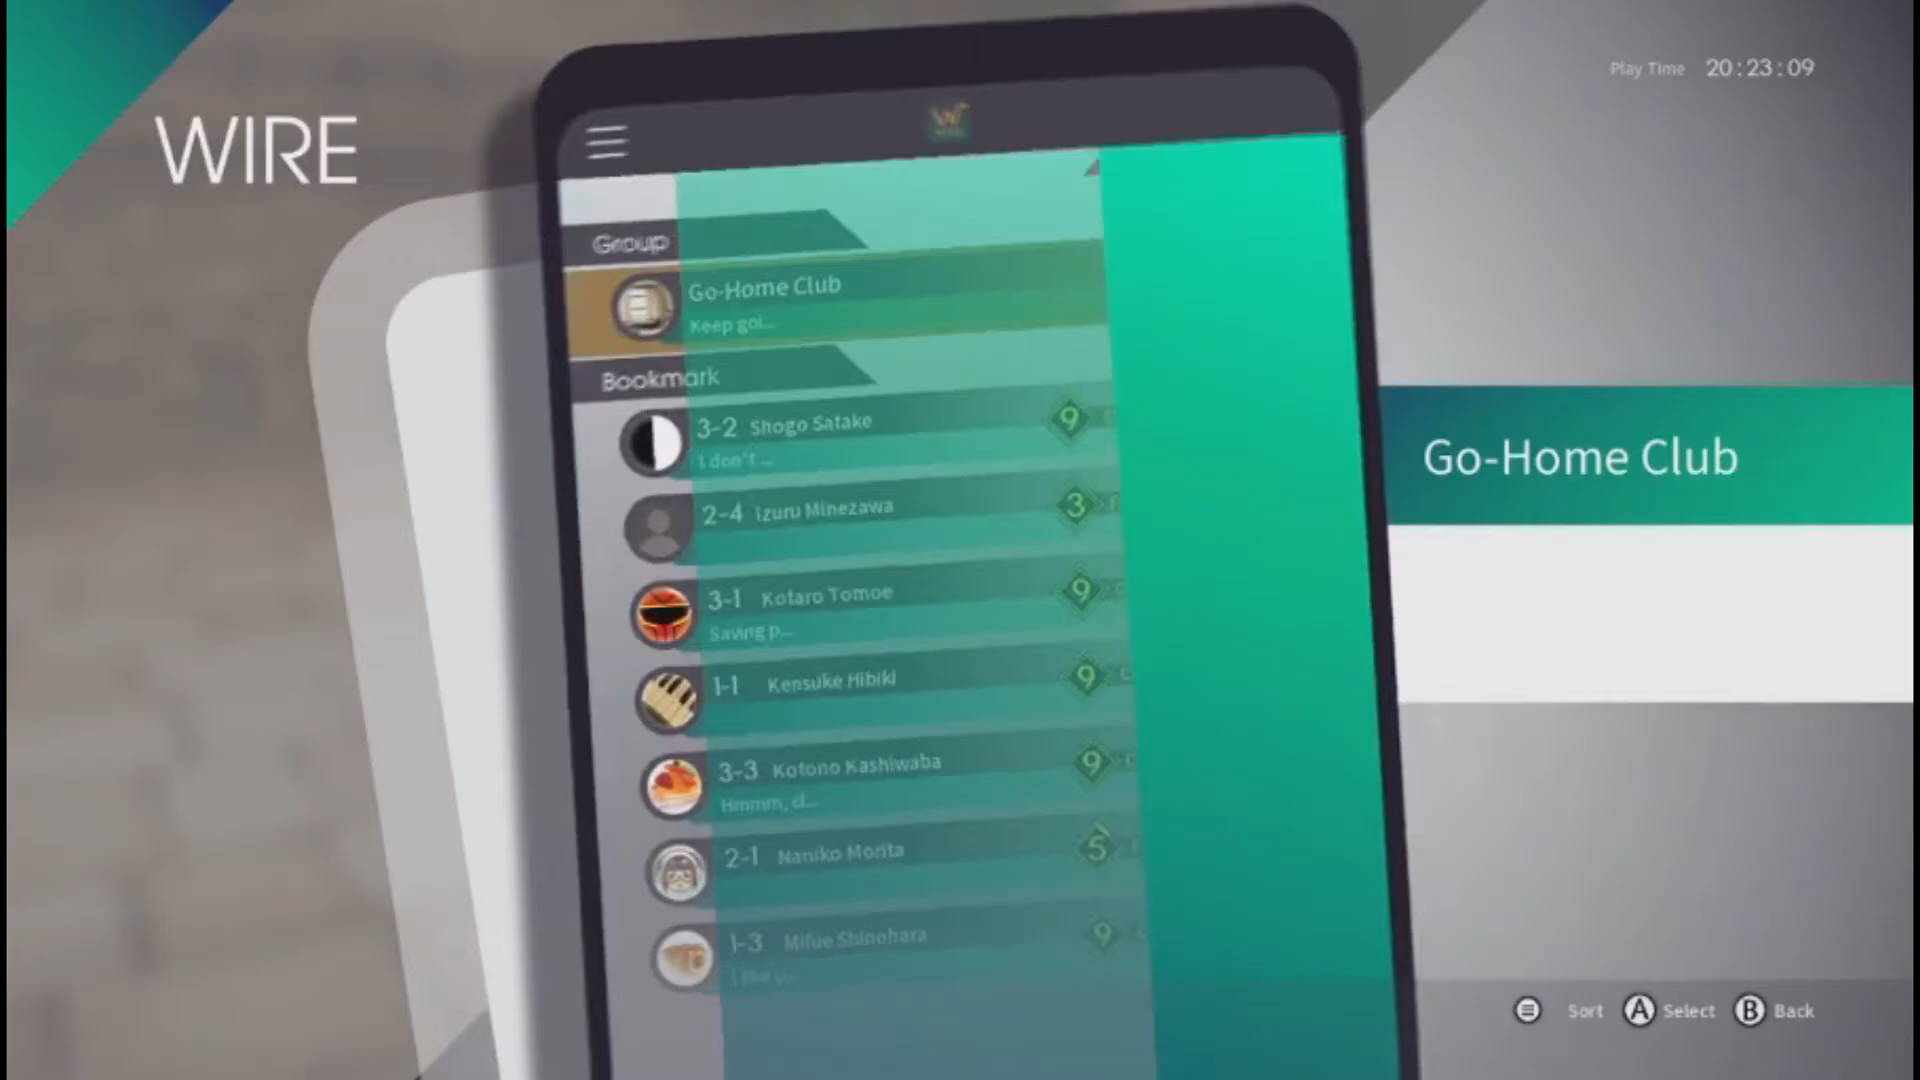 Play Time 20:23:09
WIRE
Group
Go-Home Club
Keep goi...
Bookmark
3-2 Shogo Satake 9
I don't ...
2-4 Izuru Minezawa 3
3-1 Kotaro Tomoe 9
Saving p...
1-1 Kensuke Hibiki 9
3-3 Kotono Kashiwaba 9
Hmmm, cl...
2-1 Naruko Morita 5
1-3 Mifue Shinohara 9
I like y...
Go-Home Club
Sort A Select B Back